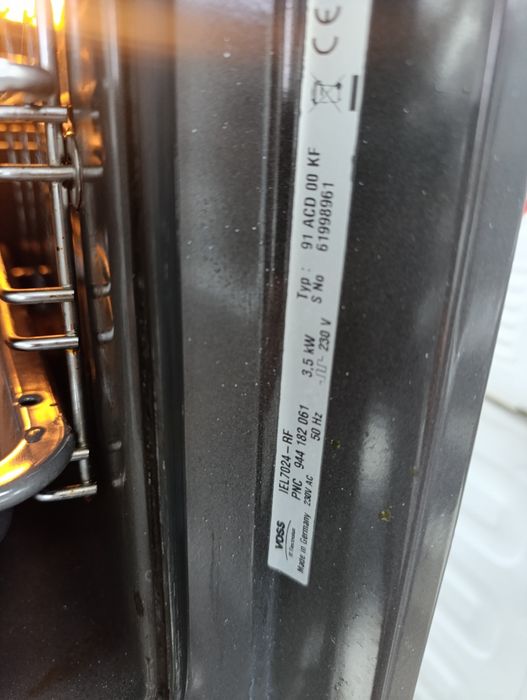 VOSS
IEL7024-RF
PNC 944 182 061
Made in Germany 230V AC
50 Hz
3.5 kW
230 V
Typ: 91 ACD 00 KF
S No 61998961
CE